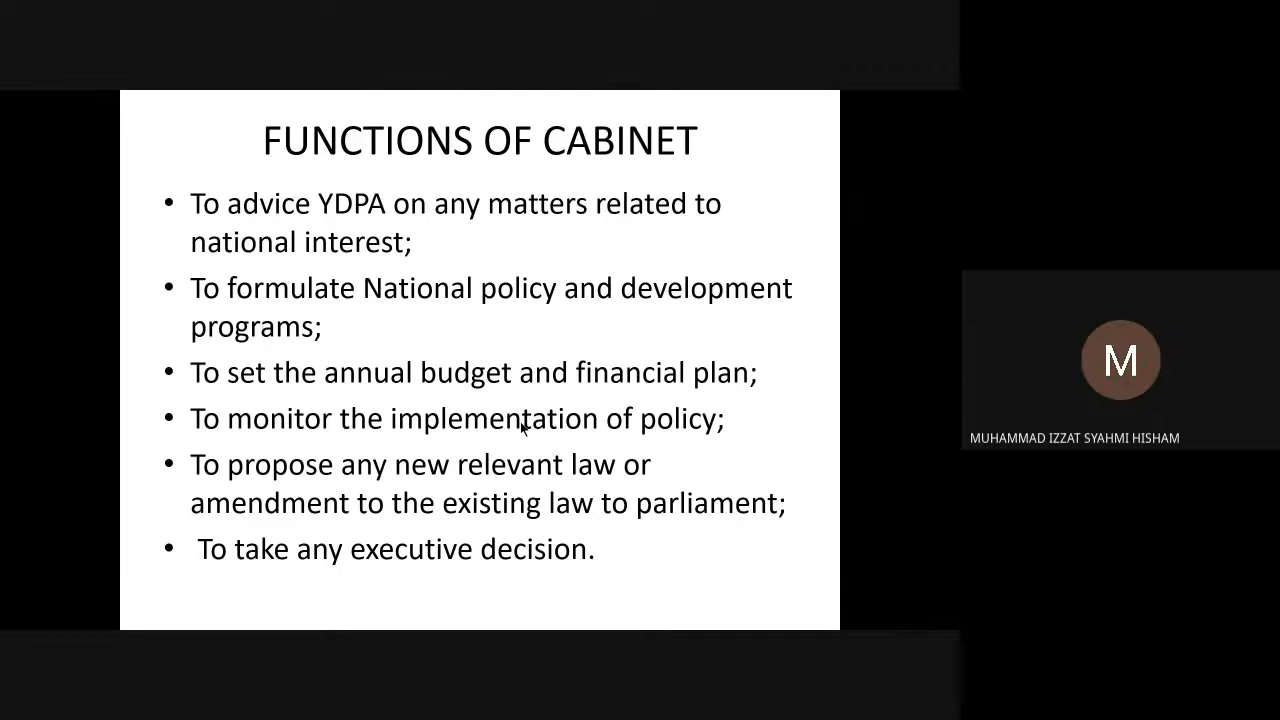 FUNCTIONS OF CABINET
• To advice YDPA on any matters related to
national interest;
• To formulate National policy and development
programs;
• To set the annual budget and financial plan;
• To monitor the implementation of policy;
• To propose any new relevant law or
amendment to the existing law to parliament;
• To take any executive decision.
M
MUHAMMAD IZZAT SYAHMI HISHAM